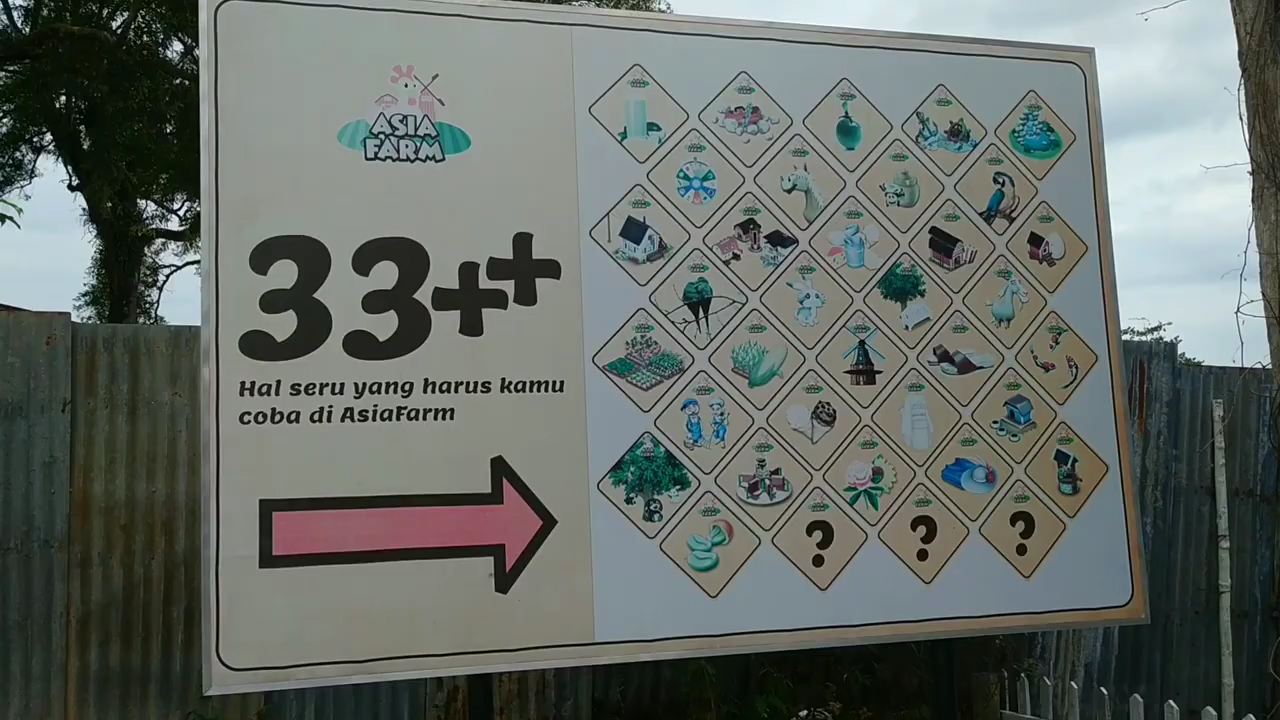 ASIA
FARM
33++
Hal seru yang harus kamu
coba di AsiaFarm
?
?
?